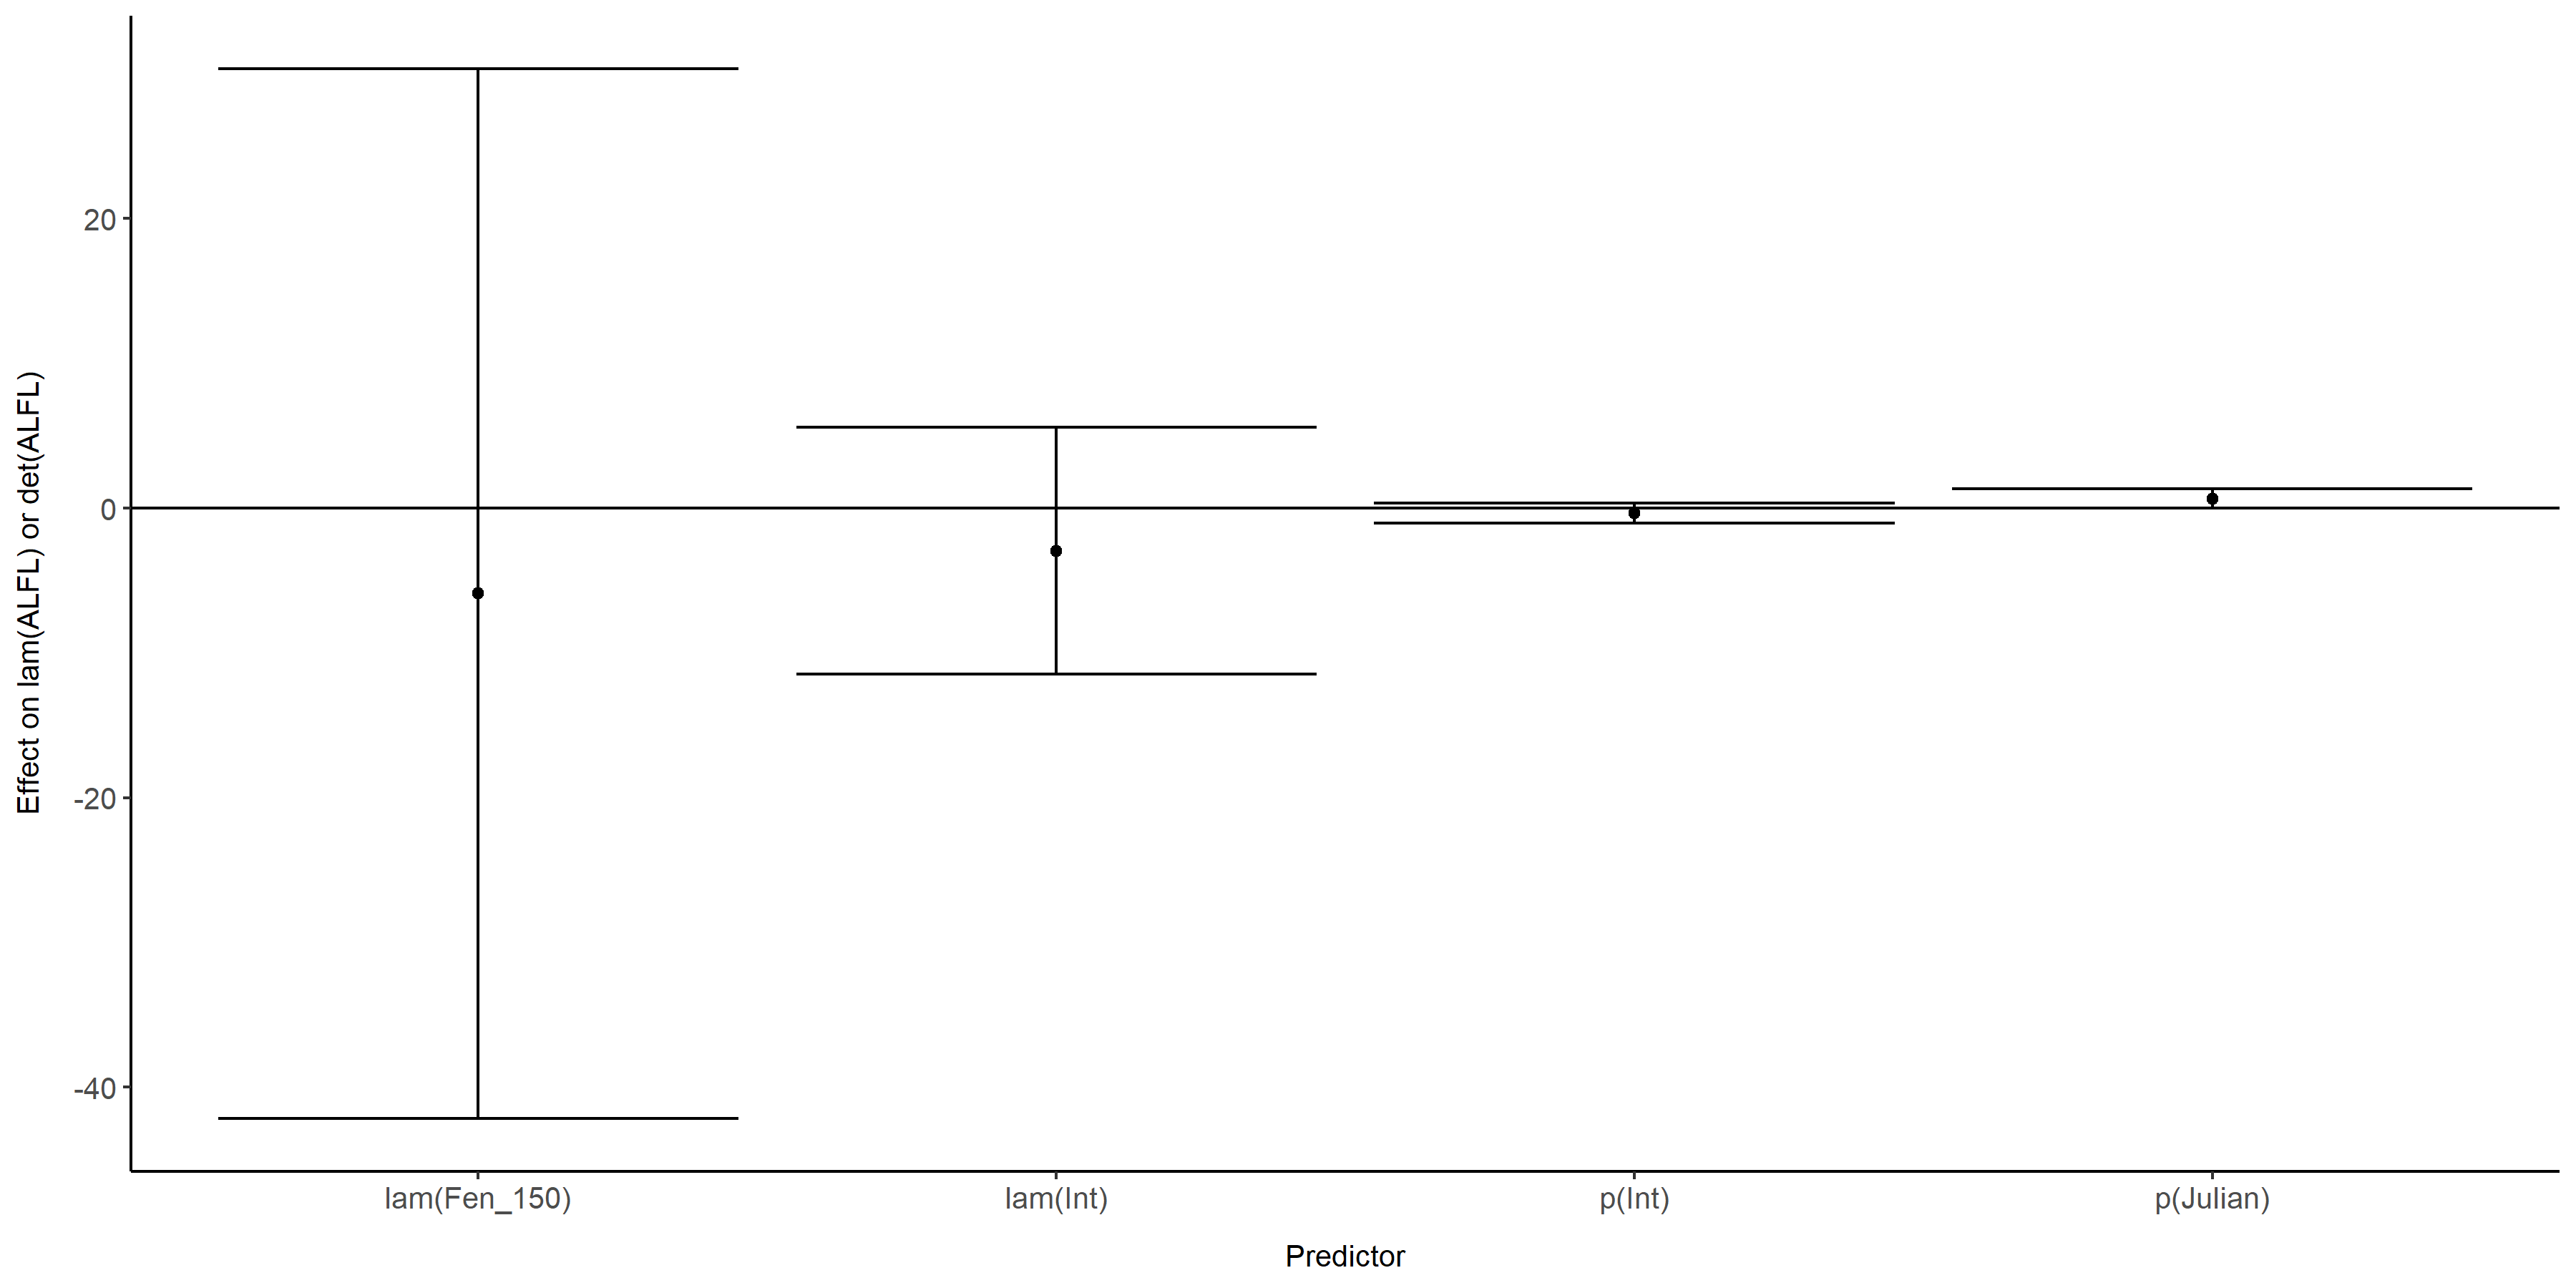 Effect on lam(ALFL) or det(ALFL)
20
0
-20
-40
lam(Fen_150) lam(Int) p(Int) p(Julian)
Predictor